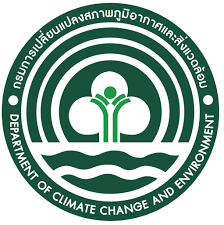 กรมการเปลี่ยนแปลงสภาพภูมิอากาศและสิ่งแวดล้อม
DEPARTMENT OF CLIMATE CHANGE AND ENVIRONMENT